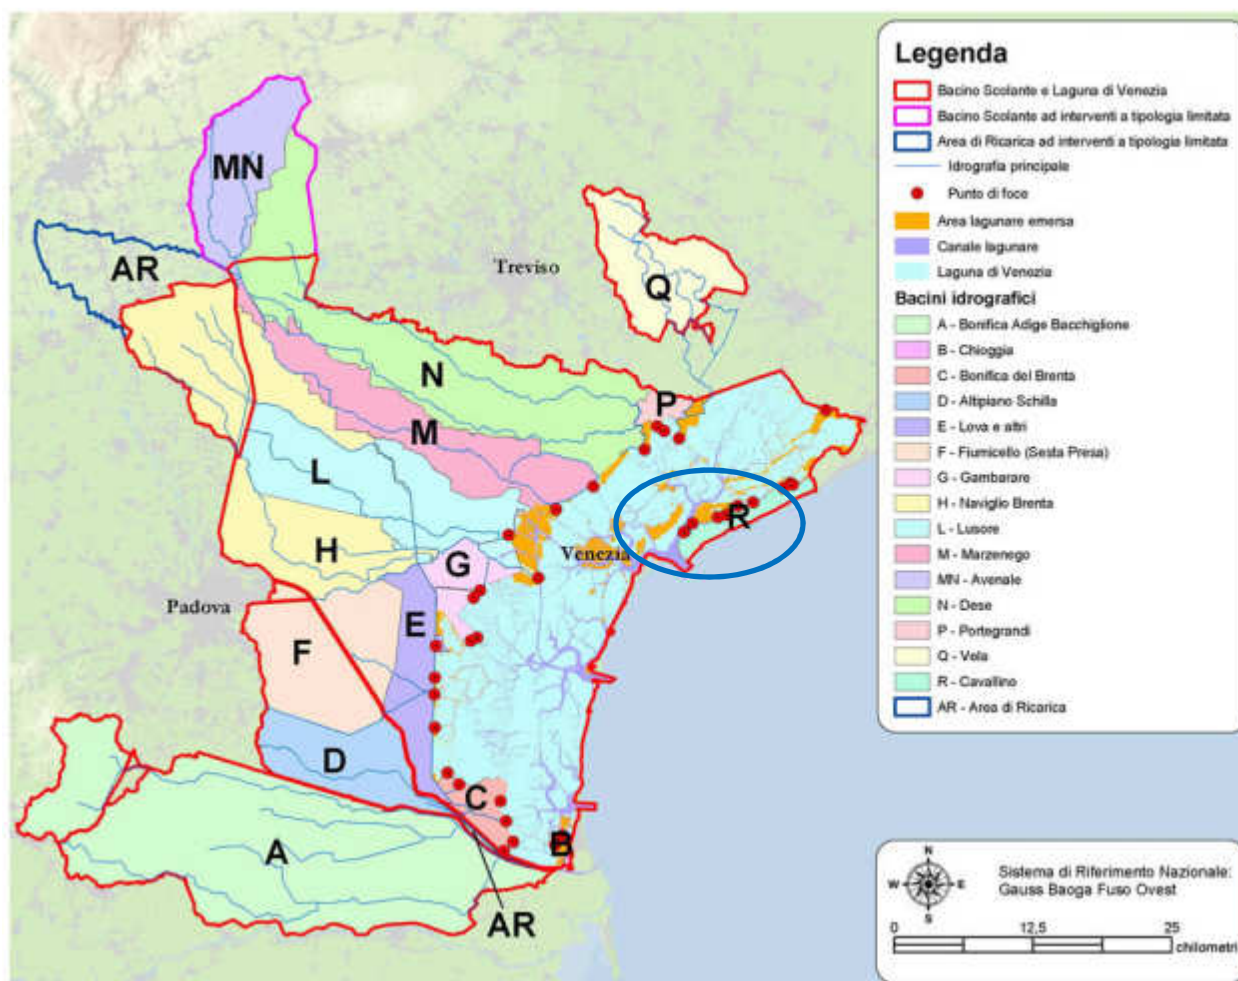 Legenda
Bacino Scolante e Laguna di Venezia
Bacino Scolante ad interventi a tipologia limitata
Area di Ricarica ad interventi a tipologia limitata
Idrografia principale
Punto di foce
Area lagunare emersa
Canale lagunare
Laguna di Venezia
Bacini idrografici
A - Bonifica Adige Bacchiglione
B - Chioggia
C - Bonifica del Brenta
D - Altipiano Schilla
E - Lova e altri
F - Fiumicello (Sesta Presa)
G - Gambarare
H - Naviglio Brenta
L - Lusore
M - Marzenego
MN - Avenale
N - Dese
P - Portegrandi
Q - Vela
R - Cavallino
AR - Area di Ricarica
MN
AR
Treviso
Q
N
P
M
L
R
H
Venezia
G
Padova
E
F
D
C
B
A
AR
N
W E
S
Sistema di Riferimento Nazionale:
Gauss Baoga Fuso Ovest
0 12,5 25
chilometri